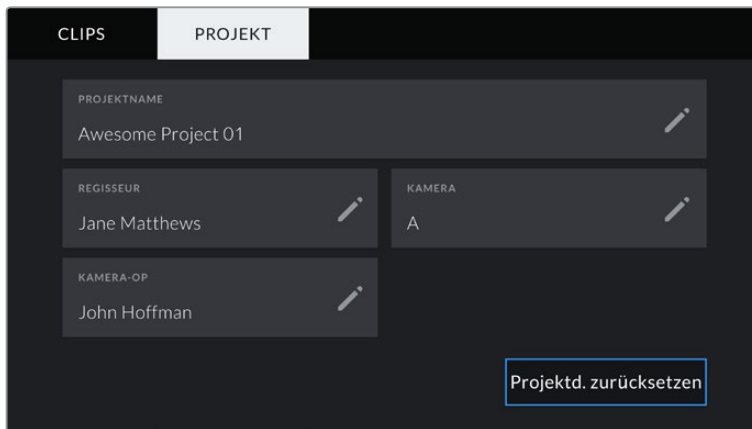 CLIPS PROJEKT
PROJEKTNAME
Awesome Project 01
REGISSEUR
Jane Matthews
KAMERA
A
KAMERA-OP
John Hoffman
Projektd. zurücksetzen